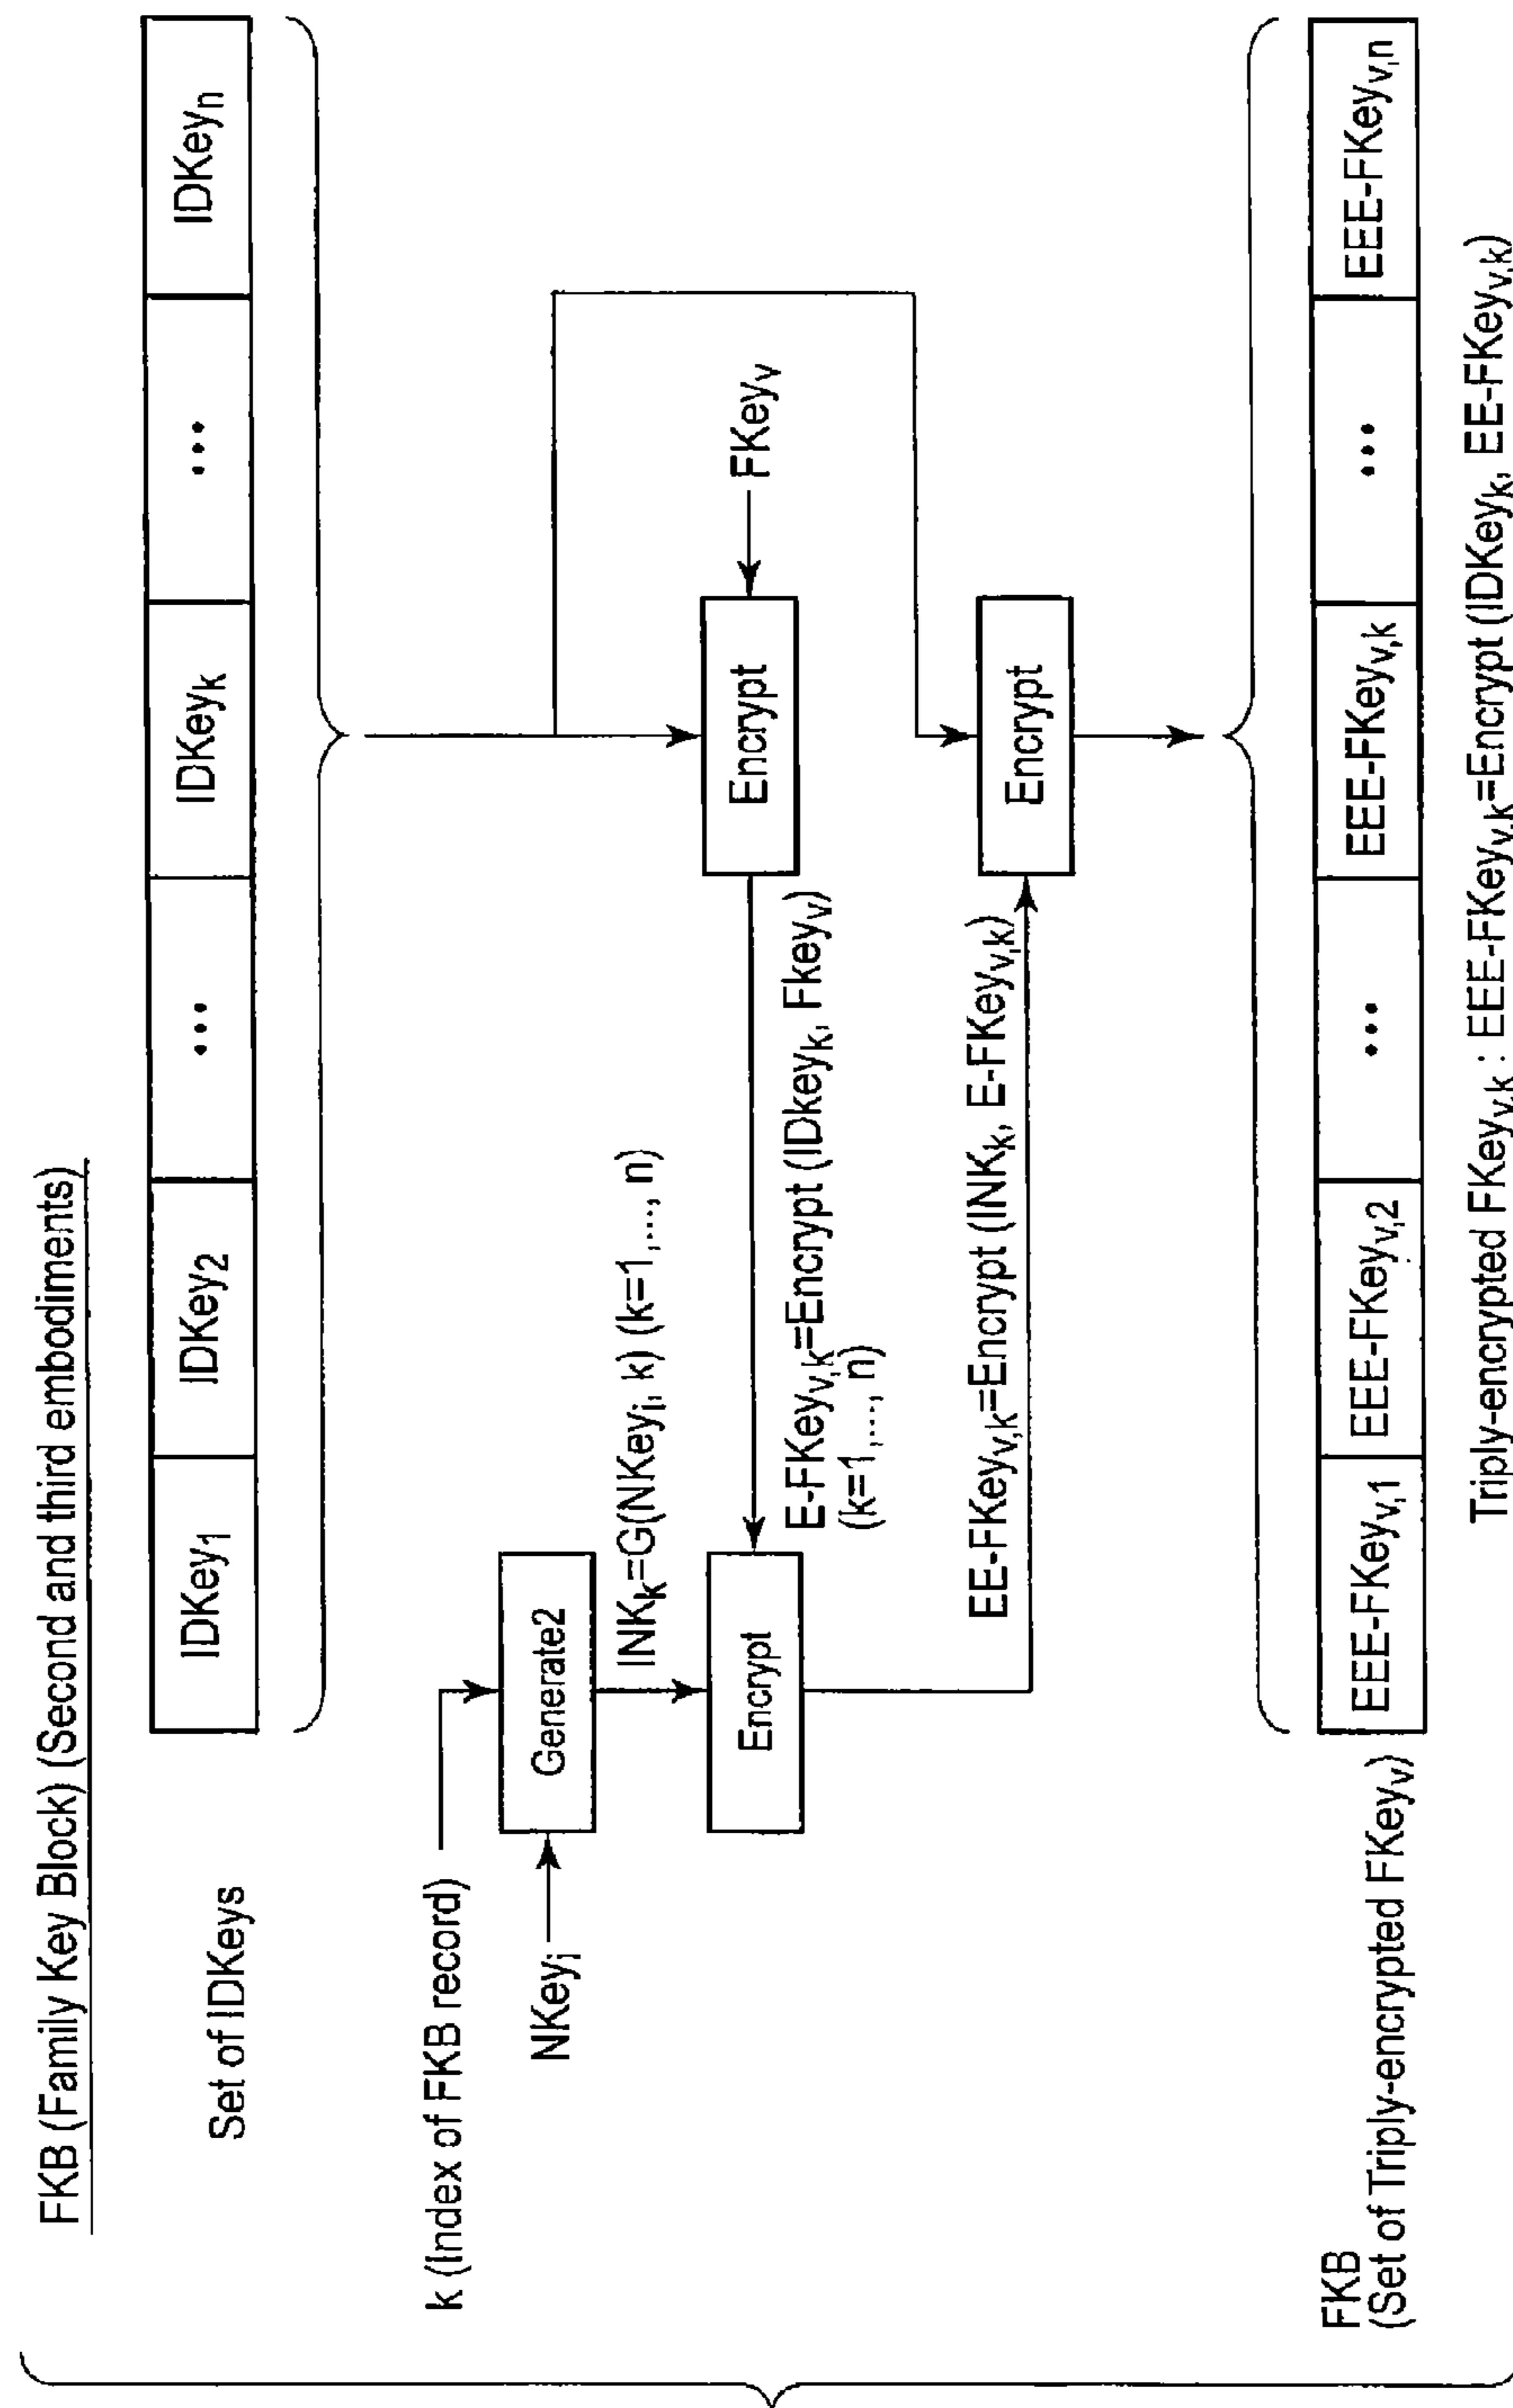 FKB (Family Key Block) (Second and third embodiments)
Set of IDKeys
IDKey1
IDKey2
...
IDKeyk
...
IDKeyn
k (Index of FKB record)
NKeyi
Generate2
INKk=G(NKeyi, k) (k=1,..., n)
Encrypt
Encrypt
FKeyv
E-FKeyv,k=Encrypt (IDkeyk, Fkeyv)
(k=1,..., n)
EE-FKeyv,k=Encrypt (INKk, E-FKeyv,k)
Encrypt
FKB
(Set of Triply-encrypted FKeyv)
EEE-FKeyv,1
EEE-FKeyv,2
...
EEE-FKeyv,k
...
EEE-FKeyv,n
Triply-encrypted FKeyv,k : EEE-FKeyv,k=Encrypt (IDKeyk, EE-FKeyv,k)